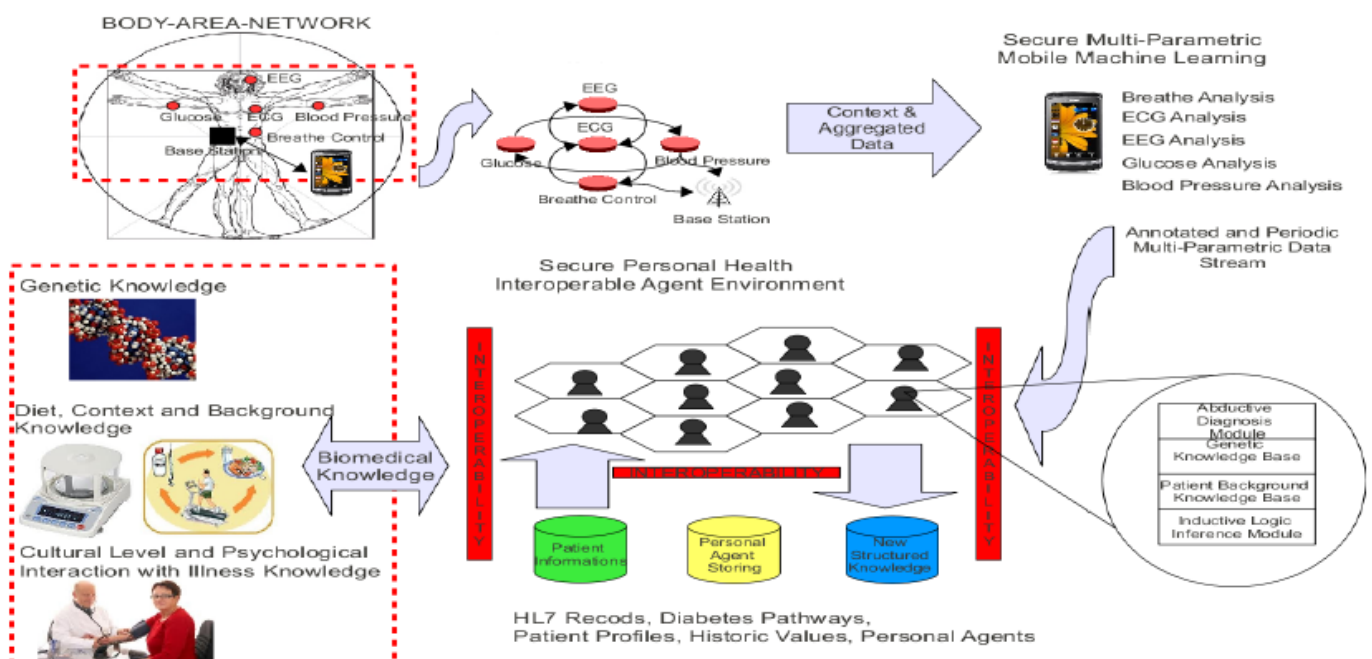 BODY-AREA-NETWORK
EEG
Glucose
ECG
Blood Pressure
Breathe Control
Base Station
EEG
ECG
Glucose
Blood Pressure
Breathe Control
Base Station
Context &
Aggregated
Data
Secure Multi-Parametric
Mobile Machine Learning
Breathe Analysis
ECG Analysis
EEG Analysis
Glucose Analysis
Blood Pressure Analysis
Annotated and Periodic
Multi-Parametric Data
Stream
Genetic Knowledge
Diet, Context and Background
Knowledge
Cultural Level and Psychological
Interaction with Illness Knowledge
Biomedical
Knowledge
Secure Personal Health
Interoperable Agent Environment
INTEROPERABILITY
INTEROPERABILITY
INTEROPERABILITY
Patient
Informations
Personal
Agent
Storing
New
Structured
Knowledge
HL7 Recods, Diabetes Pathways,
Patient Profiles, Historic Values, Personal Agents
Abductive
Diagnosis
Module
Genetic
Knowledge Base
Patient Background
Knowledge Base
Inductive Logic
Inference Module